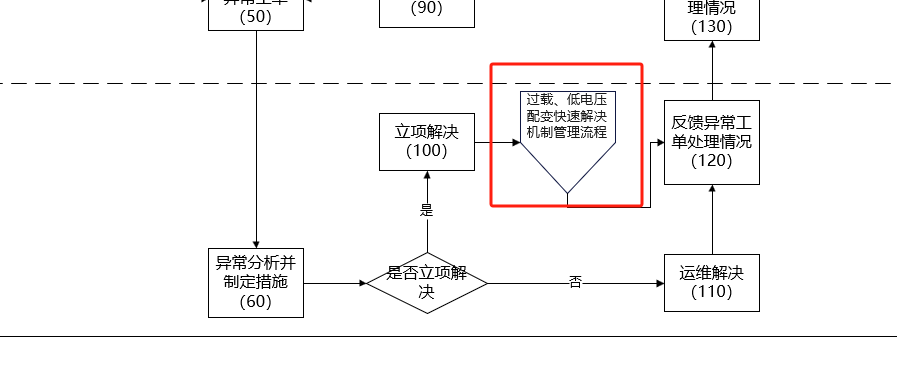 异常工单
(50)
(90)
理情况
(130)
过载、低电压
配变快速解决
机制管理流程
立项解决
(100)
反馈异常工
单处理情况
(120)
是
异常分析并
制定措施
(60)
是否立项解
决
否
运维解决
(110)